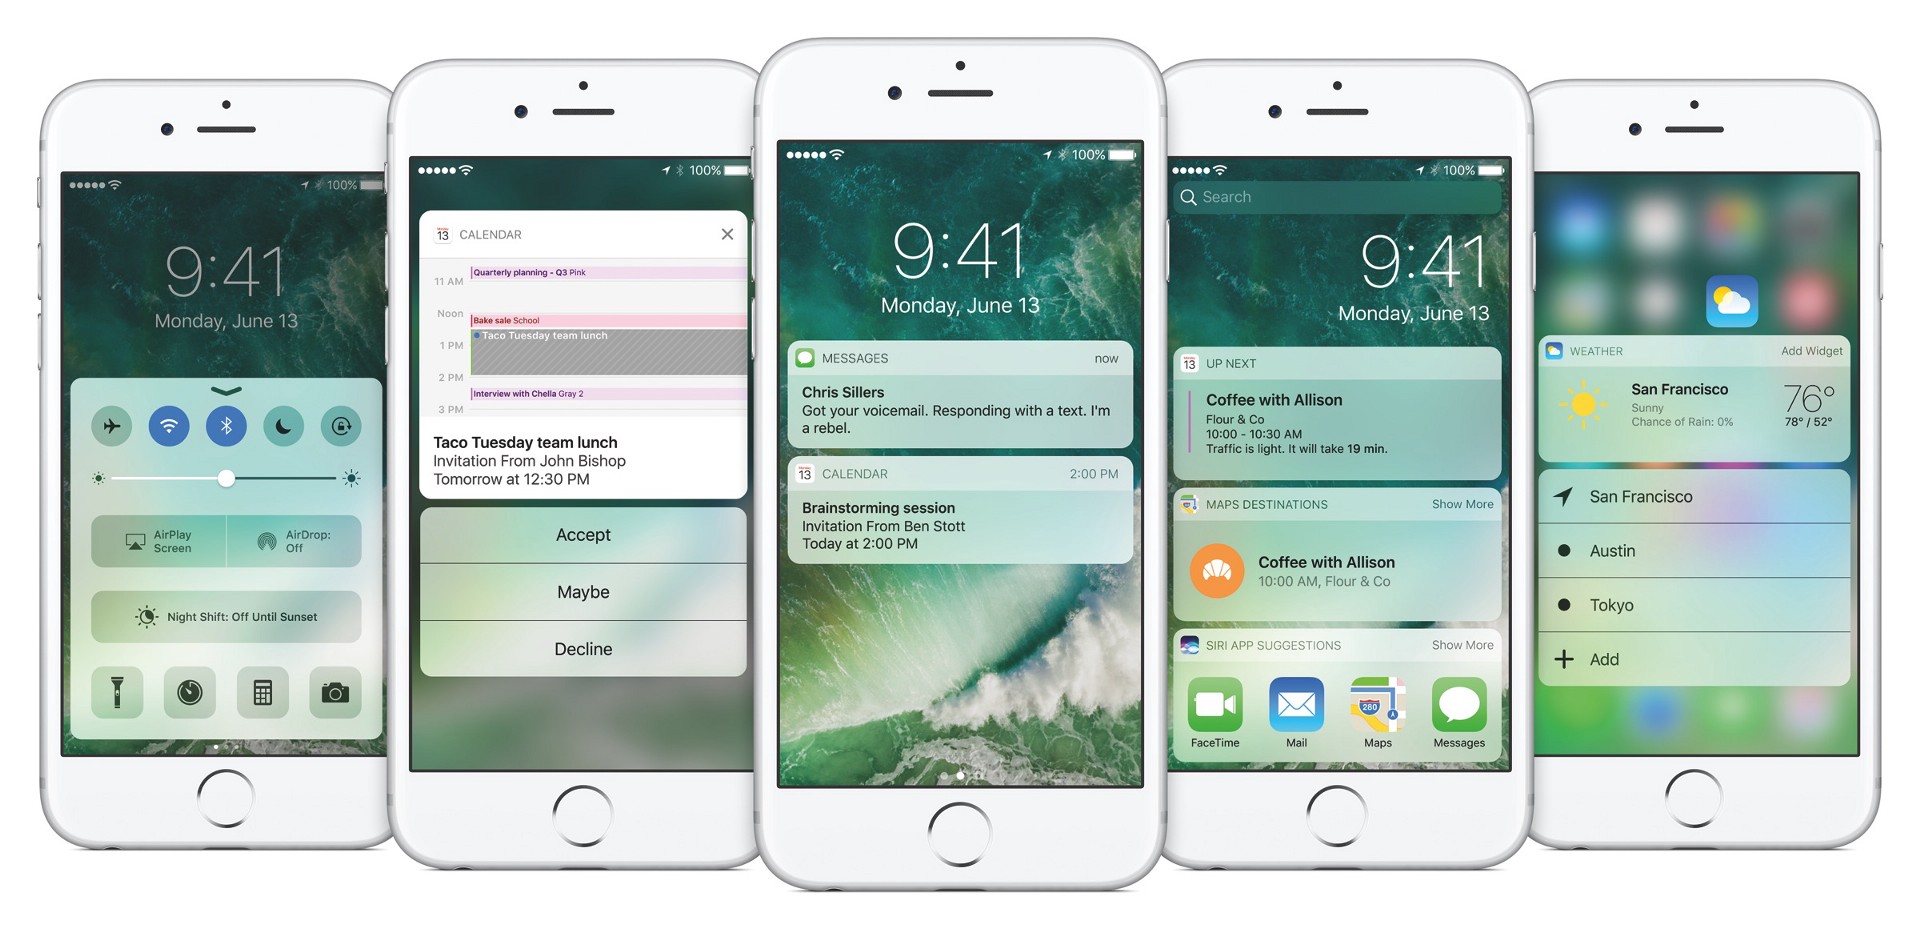 100%
9:41
Monday, June 13
AirPlay
Screen
AirDrop:
Off
Night Shift: Off Until Sunset
100%
13 CALENDAR
Quarterly planning - Q3 Pink
11 AM
Noon
Bake sale School
Taco Tuesday team lunch
1 PM
2 PM
Interview with Chella Gray 2
3 PM
Taco Tuesday team lunch
Invitation From John Bishop
Tomorrow at 12:30 PM
Accept
Maybe
Decline
100%
9:41
Monday, June 13
MESSAGES now
Chris Sillers
Got your voicemail. Responding with a text. I'm
a rebel.
13 CALENDAR 2:00 PM
Brainstorming session
Invitation From Ben Stott
Today at 2:00 PM
100%
Search
9:41
Monday, June 13
13 UP NEXT
Coffee with Allison
Flour & Co
10:00 - 10:30 AM
Traffic is light. It will take 19 min.
MAPS DESTINATIONS Show More
Coffee with Allison
10:00 AM, Flour & Co
SIRI APP SUGGESTIONS Show More
280
FaceTime Mail Maps Messages
WEATHER Add Widget
San Francisco 76°
Sunny
Chance of Rain: 0% 78° / 52°
San Francisco
Austin
Tokyo
Add